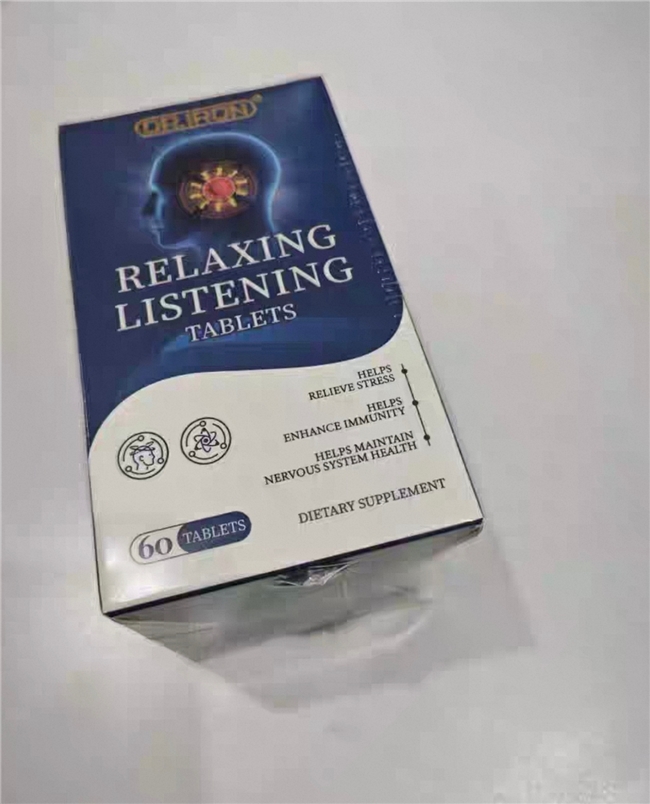 DR.IRON®
RELAXING
LISTENING
TABLETS
HELPS
RELIEVE STRESS
HELPS
ENHANCE IMMUNITY
HELPS MAINTAIN
NERVOUS SYSTEM HEALTH
60 TABLETS
DIETARY SUPPLEMENT